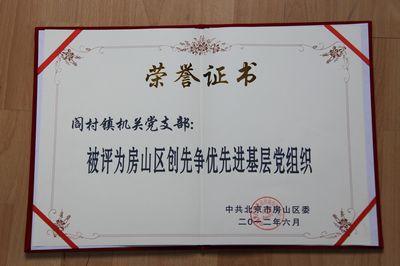 荣誉证书
阎村镇机关党支部：
被评为房山区创先争优先进基层党组织
中共北京市房山区委
二〇一二年六月